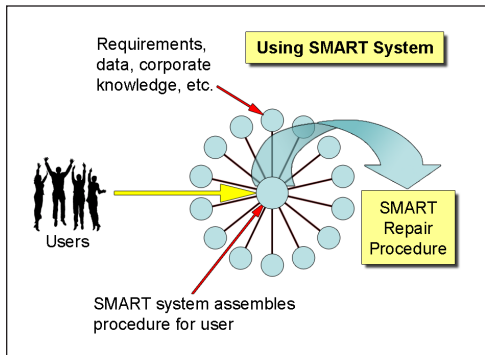 Requirements,
data, corporate
knowledge, etc.
Using SMART System
Users
SMART
Repair
Procedure
SMART system assembles
procedure for user